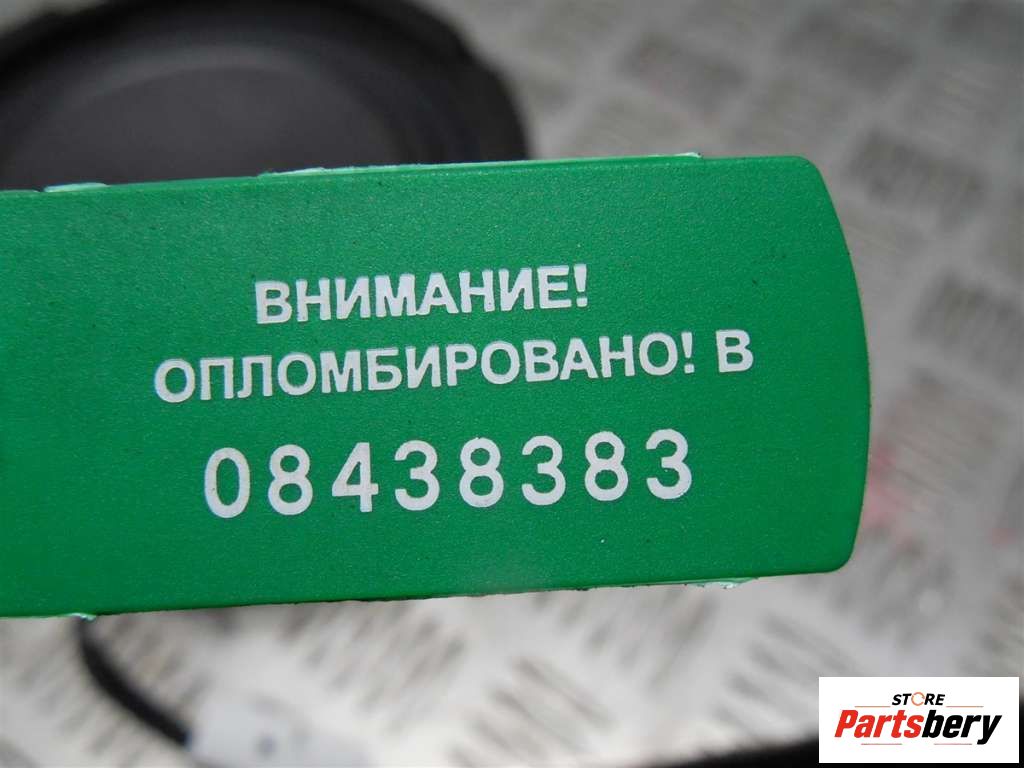 ВНИМАНИЕ!
ОПЛОМБИРОВАНО! В
08438383
STORE
Partsbery